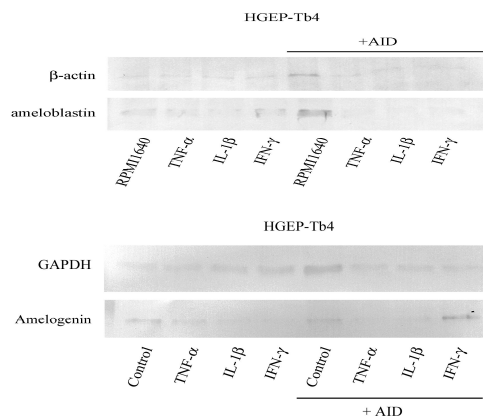 HGEP-Tb4
+AID
β-actin
ameloblastin
RPMI1640 TNF-α IL-1β IFN-γ RPMI1640 TNF-α IL-1β IFN-γ
HGEP-Tb4
GAPDH
Amelogenin
Control TNF-α IL-1β IFN-γ Control TNF-α IL-1β IFN-γ
+ AID